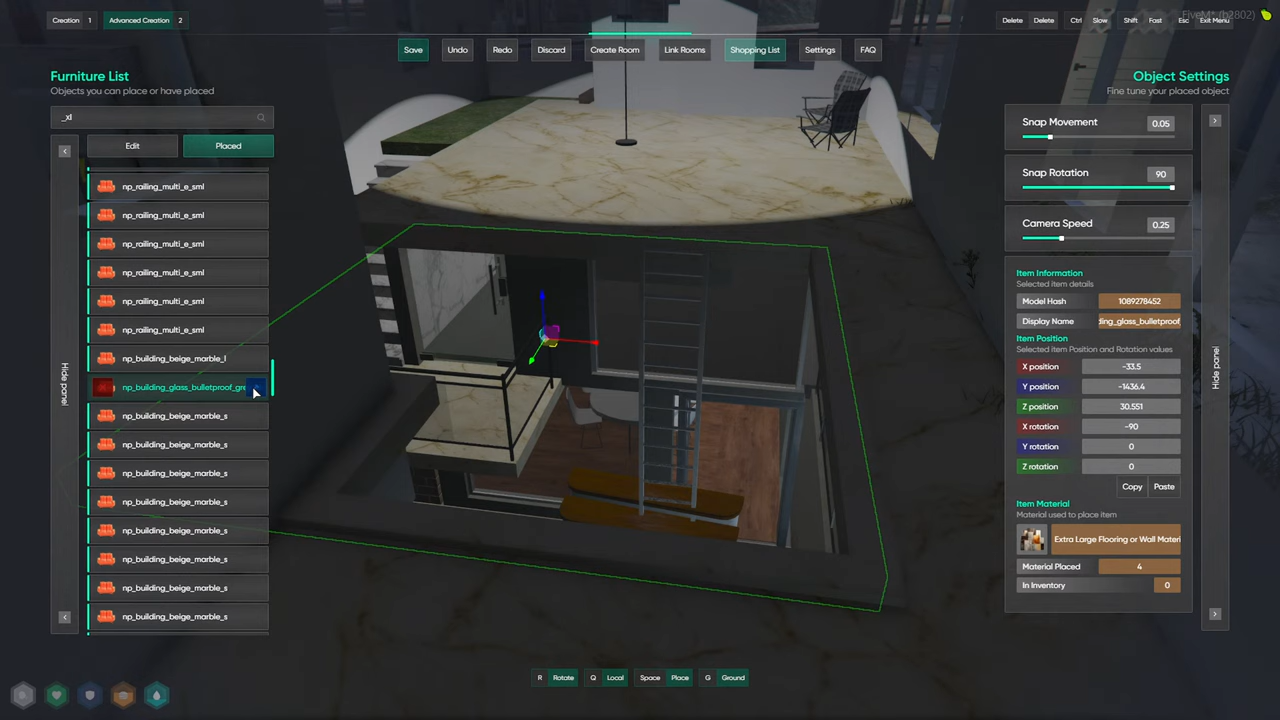 Creation 1 Advanced Creation 2
FiveM® (b2802)
Delete Delete Ctrl Slow Shift Fast Esc Exit Menu
Save Undo Redo Discard Create Room Link Rooms Shopping List Settings FAQ
Furniture List
Objects you can place or have placed
_xl
Edit Placed
Hide panel
np_railing_multi_e_sml
np_railing_multi_e_sml
np_railing_multi_e_sml
np_railing_multi_e_sml
np_railing_multi_e_sml
np_railing_multi_e_sml
np_building_beige_marble_l
np_building_glass_bulletproof_gre
np_building_beige_marble_s
np_building_beige_marble_s
np_building_beige_marble_s
np_building_beige_marble_s
np_building_beige_marble_s
np_building_beige_marble_s
np_building_beige_marble_s
np_building_beige_marble_s
Object Settings
Fine tune your placed object
Snap Movement 0.05
Snap Rotation 90
Camera Speed 0.25
Item Information
Selected item details
Model Hash 1089278452
Display Name ding_glass_bulletproof
Item Position
Selected item Position and Rotation values
X position -33.5
Y position -1436.4
Z position 30.551
X rotation -90
Y rotation 0
Z rotation 0
Copy Paste
Item Material
Material used to place item
Extra Large Flooring or Wall Materi
Material Placed 4
In Inventory 0
Hide panel
R Rotate Q Local Space Place G Ground